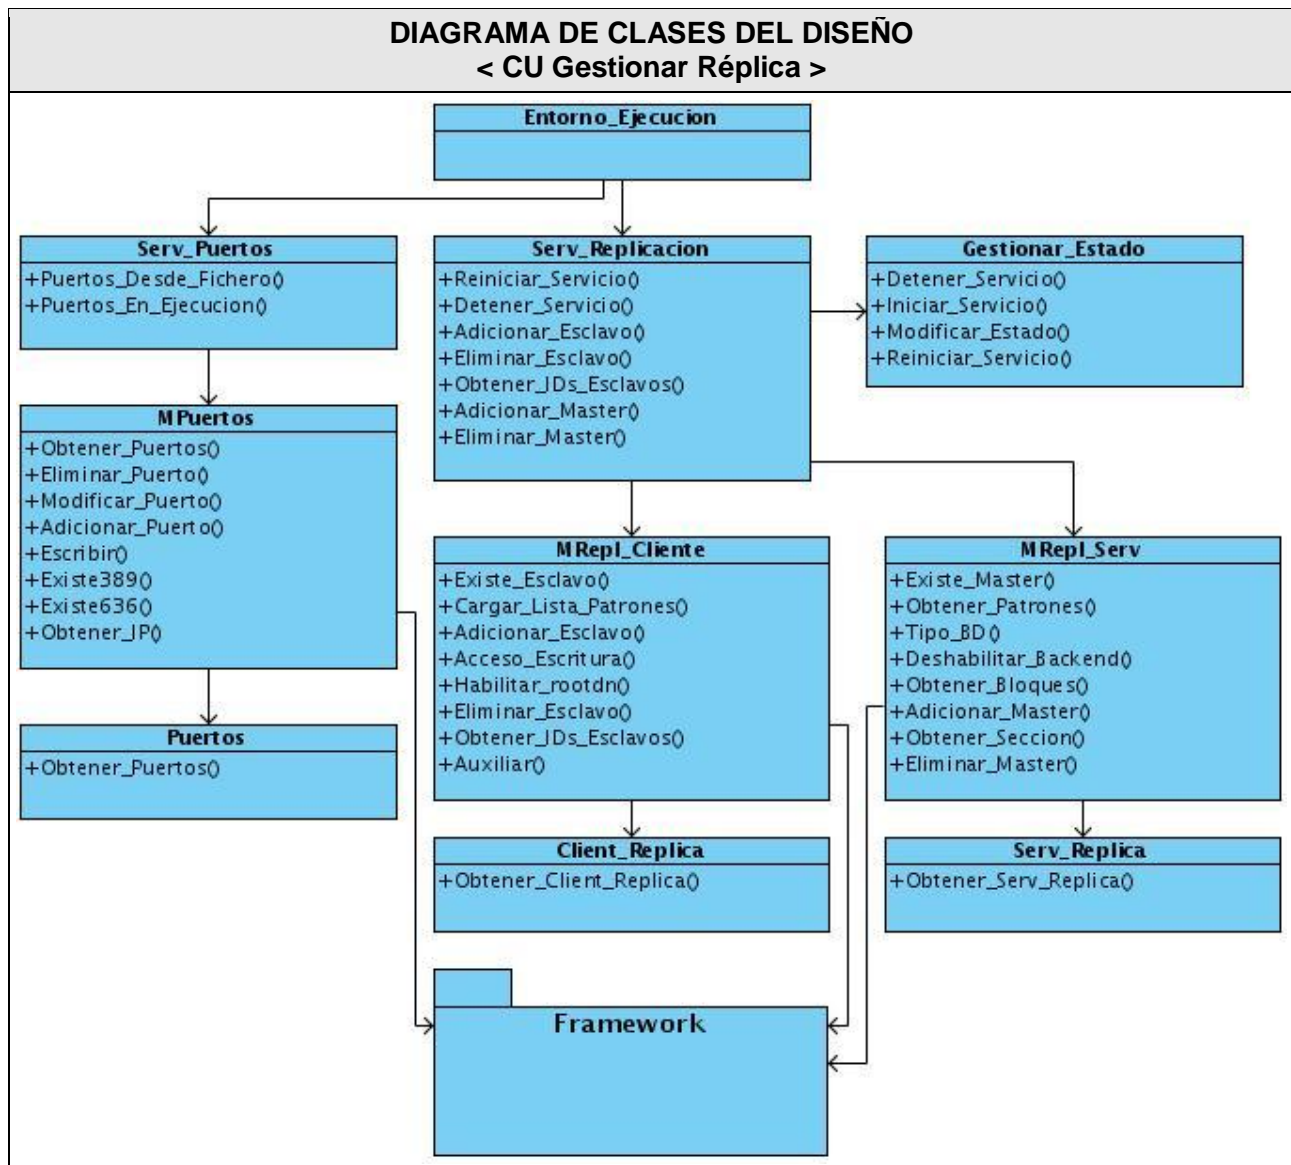 DIAGRAMA DE CLASES DEL DISEÑO
< CU Gestionar Réplica >
Entorno_Ejecucion
Serv_Puertos
+Puertos_Desde_Fichero()
+Puertos_En_Ejecucion()
Serv_Replicacion
+Reiniciar_Servicio()
+Detener_Servicio()
+Adicionar_Esclavo()
+Eliminar_Esclavo()
+Obtener_IDs_Esclavos()
+Adicionar_Master()
+Eliminar_Master()
Gestionar_Estado
+Detener_Servicio()
+Iniciar_Servicio()
+Modificar_Estado()
+Reiniciar_Servicio()
MPuertos
+Obtener_Puertos()
+Eliminar_Puerto()
+Modificar_Puerto()
+Adicionar_Puerto()
+Escribir()
+Existe389()
+Existe636()
+Obtener_IP()
MRepl_Cliente
+Existe_Esclavo()
+Cargar_Lista_Patrones()
+Adicionar_Esclavo()
+Acceso_Escritura()
+Habilitar_rootdn()
+Eliminar_Esclavo()
+Obtener_IDs_Esclavos()
+Auxiliar()
MRepl_Serv
+Existe_Master()
+Obtener_Patrones()
+Tipo_BD()
+Deshabilitar_Backend()
+Obtener_Bloques()
+Adicionar_Master()
+Obtener_Seccion()
+Eliminar_Master()
Puertos
+Obtener_Puertos()
Client_Replica
+Obtener_Client_Replica()
Serv_Replica
+Obtener_Serv_Replica()
Framework